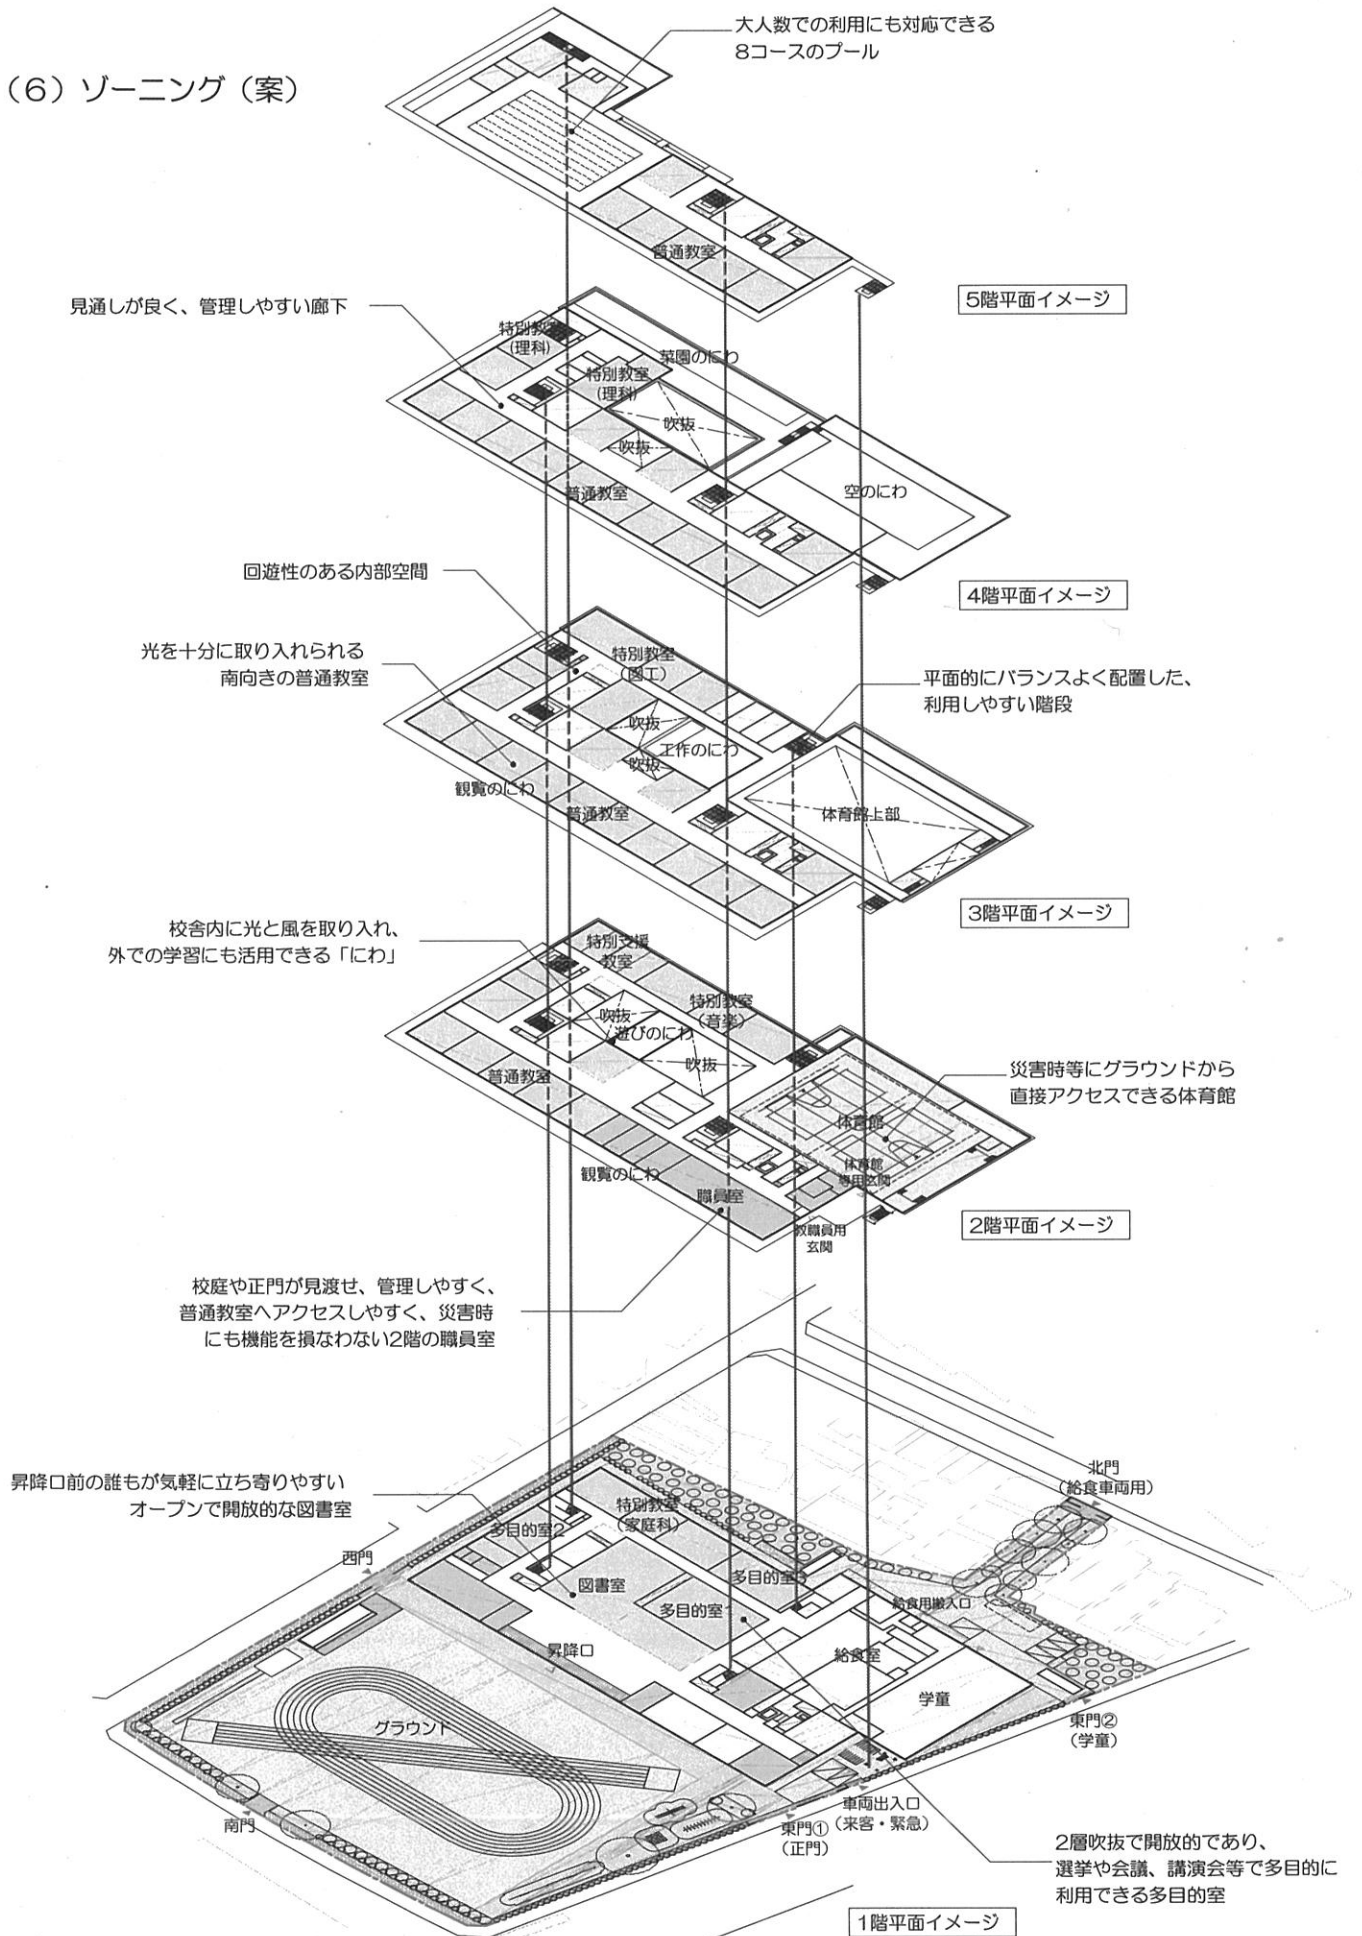 (6) ゾーニング（案）
大人数での利用にも対応できる
8コースのプール
普通教室
5階平面イメージ
見通しが良く、管理しやすい廊下
特別教室
(理科)
菜園のにわ
特別教室
(理科)
吹抜
吹抜
普通教室
空のにわ
4階平面イメージ
回遊性のある内部空間
光を十分に取り入れられる
南向きの普通教室
特別教室
(図工)
平面的にバランスよく配置した、
利用しやすい階段
吹抜
工作のにわ
吹抜
観覧のにわ
普通教室
体育館上部
3階平面イメージ
校舎内に光と風を取り入れ、
外での学習にも活用できる「にわ」
特別支援
教室
特別教室
(音楽)
吹抜
遊びのにわ
吹抜
普通教室
災害時等にグラウンドから
直接アクセスできる体育館
体育館
体育館
専用玄関
観覧のにわ
職員室
教職員用
玄関
2階平面イメージ
校庭や正門が見渡せ、管理しやすく、
普通教室へアクセスしやすく、災害時
にも機能を損なわない2階の職員室
昇降口前の誰もが気軽に立ち寄りやすい
オープンで開放的な図書室
北門
(給食車両用)
特別教室
(家庭科)
多目的室2
西門
図書室
多目的室
多目的室1
給食用搬入口
昇降口
給食室
学童
グラウンド
東門②
(学童)
車両出入口
(来客・緊急)
東門①
(正門)
南門
2層吹抜で開放的であり、
選挙や会議、講演会等で多目的に
利用できる多目的室
1階平面イメージ